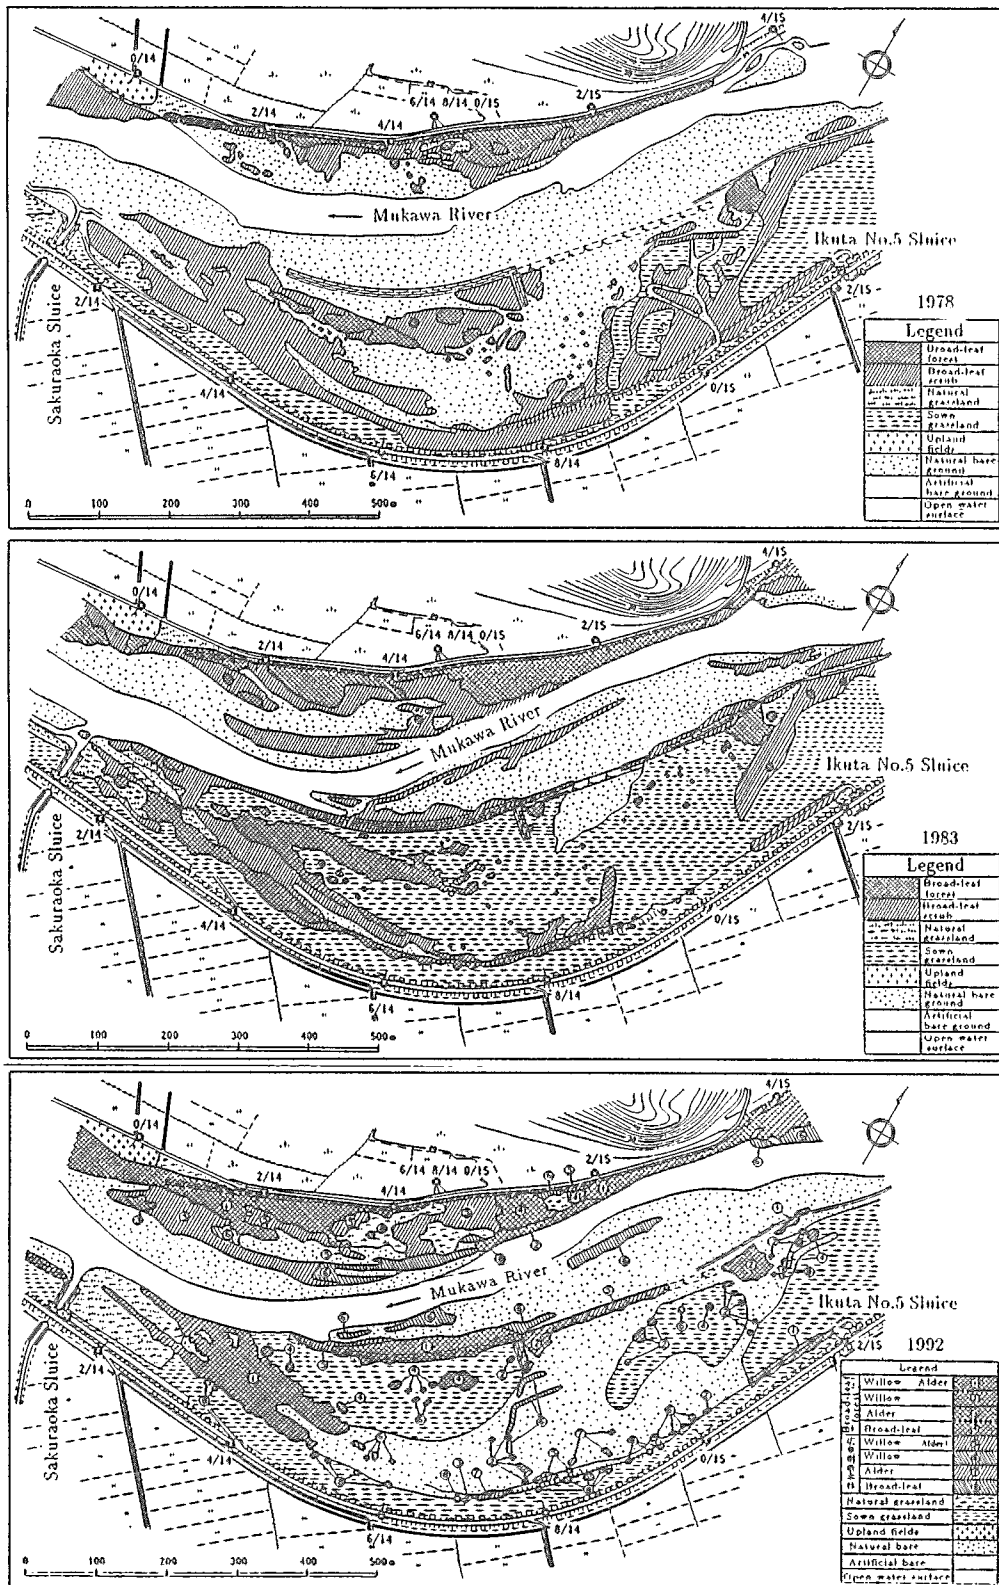 4/15
0/14
2/14
4/14
6/14 8/14 0/15
2/15
← Mukawa River
Ikuta No.5 Sluice
Sakuraoka Sluice
2/14
4/14
6/14
8/14
0/15
2/15
1978
Legend
Broad-leaf forest
Broad-leaf scrub
Natural grassland
Sown grassland
Upland fields
Natural bare ground
Artificial bare ground
Open water surface
0 100 200 300 400 500m
4/15
0/14
2/14
4/14
6/14 8/14 0/15
2/15
← Mukawa River
Ikuta No.5 Sluice
Sakuraoka Sluice
2/14
4/14
6/14
8/14
0/15
2/15
1983
Legend
Broad-leaf forest
Broad-leaf scrub
Natural grassland
Sown grassland
Upland fields
Natural bare ground
Artificial bare ground
Open water surface
0 100 200 300 400 500m
4/15
0/14
2/14
4/14
6/14 8/14 0/15
2/15
← Mukawa River
Ikuta No.5 Sluice
Sakuraoka Sluice
2/14
4/14
6/14
8/14
0/15
2/15
1992
Legend
Willow Alder
Willow
Alder
Broad-leaf
Willow Alder
Willow
Alder
Broad-leaf
Natural grassland
Sown grassland
Upland fields
Natural bare
Artificial bare
Open water surface
0 100 200 300 400 500m